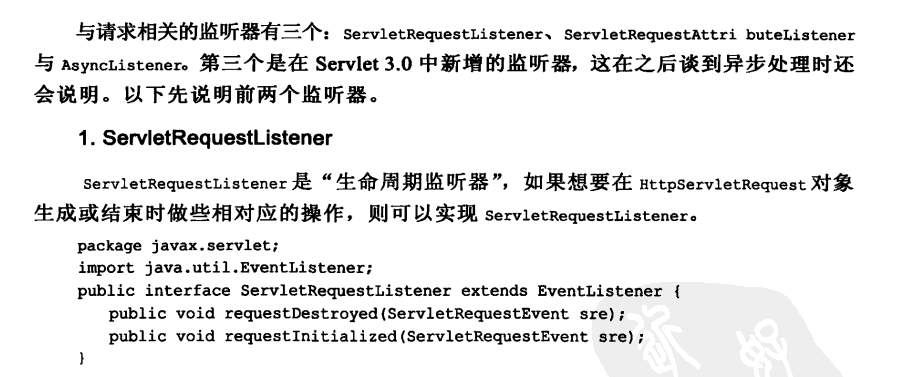 与请求相关的监听器有三个：ServletRequestListener、ServletRequestAttri buteListener
与 AsyncListener。第三个是在 Servlet 3.0 中新增的监听器，这在之后谈到异步处理时还
会说明。以下先说明前两个监听器。
1. ServletRequestListener
ServletRequestListener 是“生命周期监听器”，如果想要在 HttpServletRequest 对象
生成或结束时做些相对应的操作，则可以实现 ServletRequestListener。
package javax.servlet;
import java.util.EventListener;
public interface ServletRequestListener extends EventListener {
public void requestDestroyed(ServletRequestEvent sre);
public void requestInitialized(ServletRequestEvent sre);
}